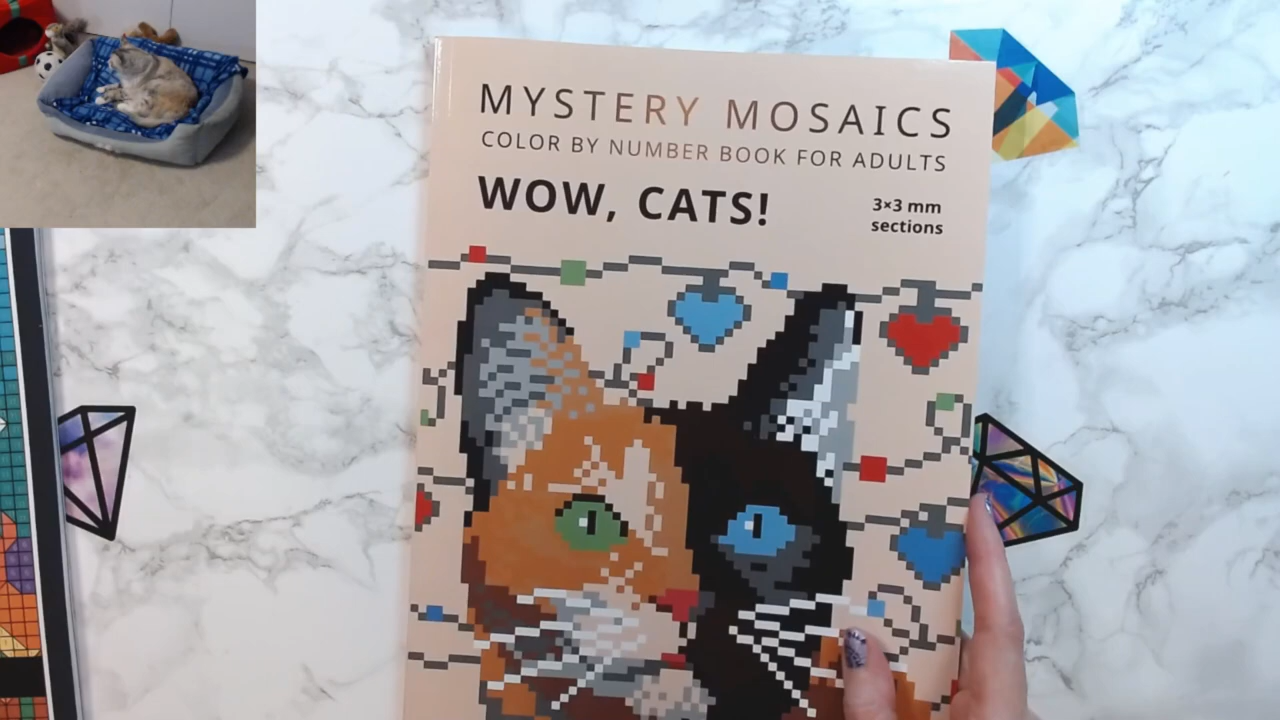 MYSTERY MOSAICS
COLOR BY NUMBER BOOK FOR ADULTS
WOW, CATS!
3×3 mm
sections